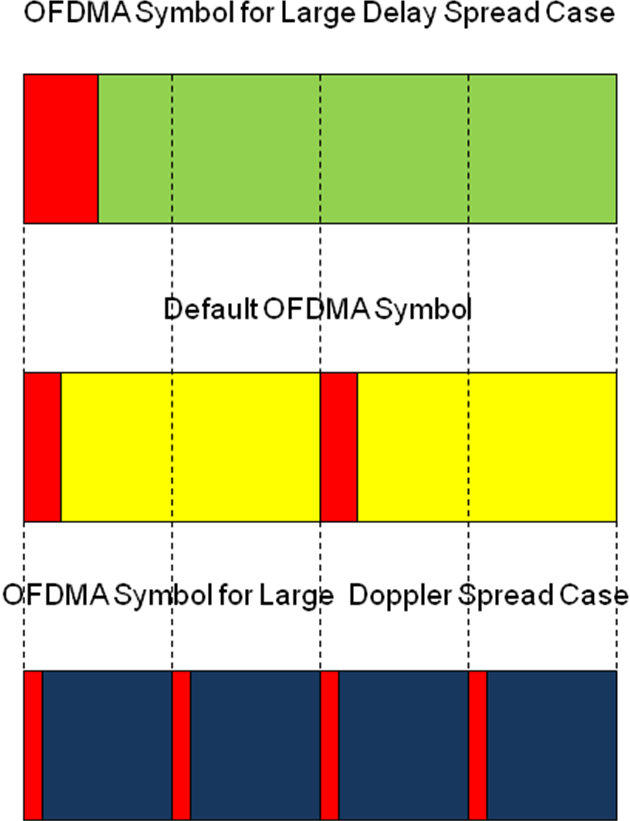 OFDMA Symbol for Large Delay Spread Case
Default OFDMA Symbol
OFDMA Symbol for Large Doppler Spread Case